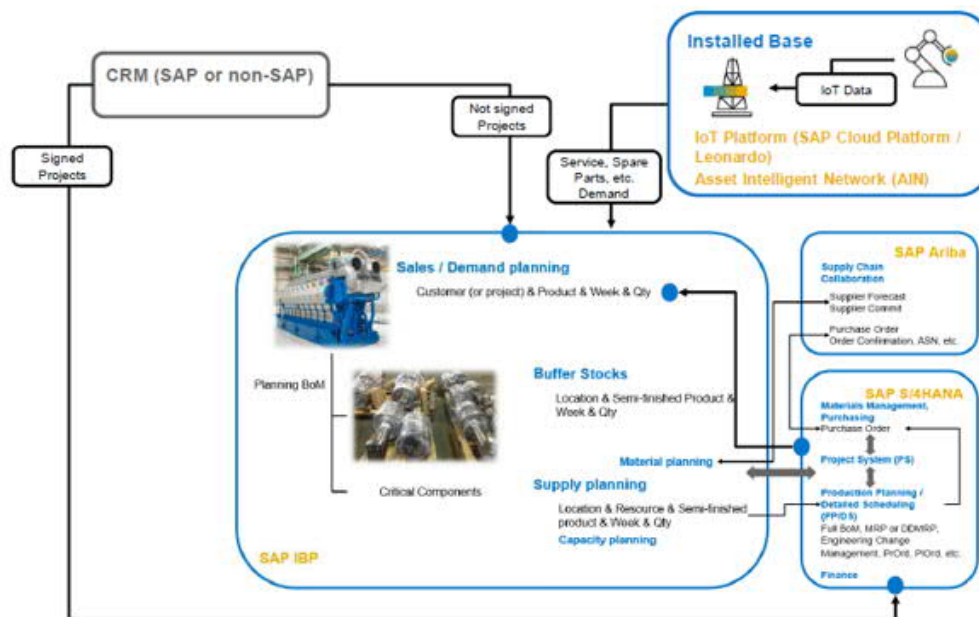 CRM (SAP or non-SAP)
Signed
Projects
Not signed
Projects
Service, Spare
Parts, etc.
Demand
Installed Base
IoT Data
IoT Platform (SAP Cloud Platform /
Leonardo)
Asset Intelligent Network (AIN)
Sales / Demand planning
Customer (or project) & Product & Week & Qty
Planning BoM
Buffer Stocks
Location & Semi-finished Product &
Week & Qty
Critical Components
Material planning
Supply planning
Location & Resource & Semi-finished
product & Week & Qty
Capacity planning
SAP IBP
SAP Ariba
Supply Chain
Collaboration
Supplier Forecast
Supplier Commit
Purchase Order
Order Confirmation, ASN, etc.
SAP S/4HANA
Materials Management,
Purchasing
Purchase Order
Project System (PS)
Production Planning /
Detailed Scheduling
(PP/DS)
Full BoM, MRP or DDMRP,
Engineering Change
Management, PrOrd, PlOrd, etc.
Finance